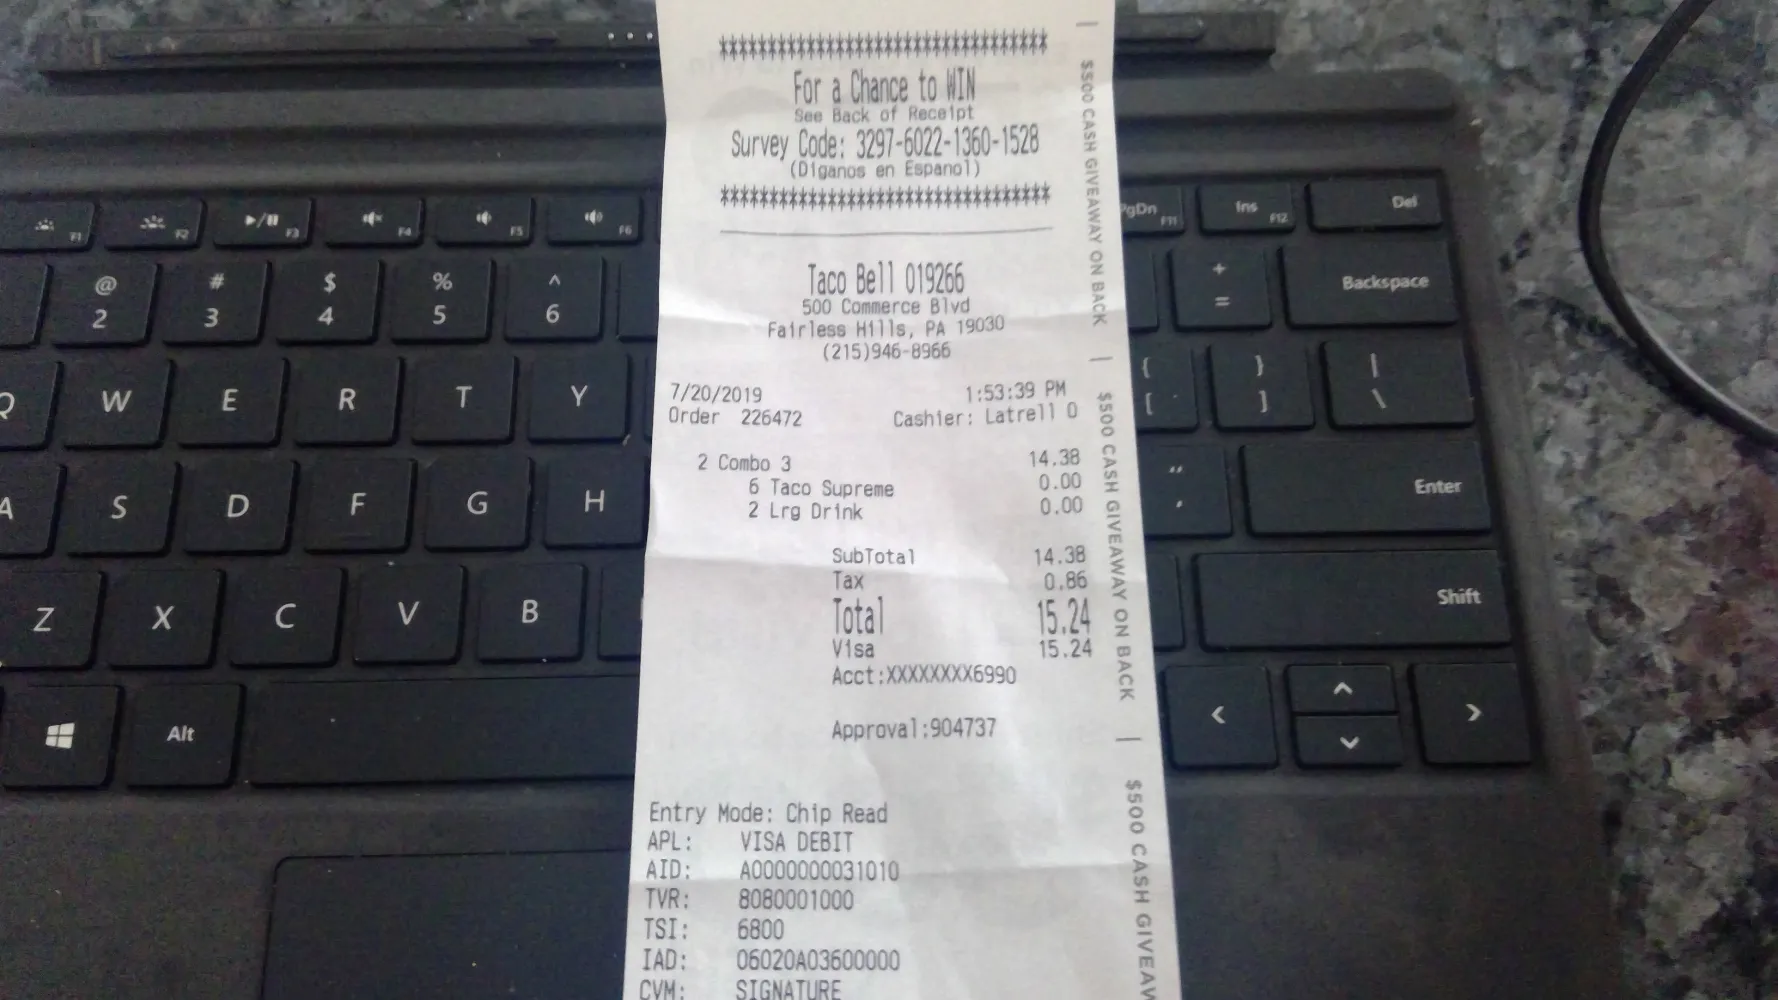 ********************************
For a Chance to WIN
See Back of Receipt
Survey Code: 3297-6022-1360-1528
(Diganos en Espanol)
********************************
Taco Bell 019266
500 Commerce Blvd
Fairless Hills, PA 19030
(215)946-8966
7/20/2019 1:53:39 PM
Order 226472 Cashier: Latrell O
2 Combo 3 14.38
6 Taco Supreme 0.00
2 Lrg Drink 0.00
SubTotal 14.38
Tax 0.86
Total 15.24
Visa 15.24
Acct:XXXXXXXX6990
Approval:904737
Entry Mode: Chip Read
APL: VISA DEBIT
AID: A0000000031010
TVR: 8080001000
TSI: 6800
IAD: 06020A03600000
CVM: SIGNATURE
$500 CASH GIVEAWAY ON BACK
$500 CASH GIVEAWAY ON BACK
$500 CASH GIVEAW
F1 F2 F3 F4 F5 F6 PgDn F11 Ins F12 Del
@ # $ % ^ + Backspace
2 3 4 5 6 =
Q W E R T Y { } |
[ ] \
A S D F G H " Enter
'
Z X C V B Shift
Alt < ^ >